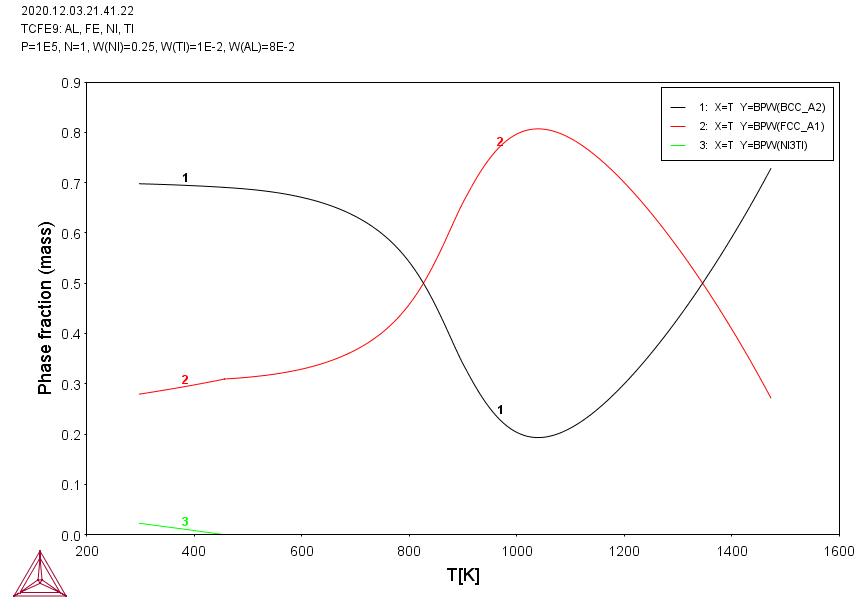 2020.12.03.21.41.22
TCFE9: AL, FE, NI, TI
P=1E5, N=1, W(NI)=0.25, W(TI)=1E-2, W(AL)=8E-2
1: X=T Y=BPW(BCC_A2)
2: X=T Y=BPW(FCC_A1)
3: X=T Y=BPW(NI3TI)
0.9
0.8
0.7
0.6
0.5
0.4
0.3
0.2
0.1
0.0
Phase fraction (mass)
1
2
3
2
1
200 400 600 800 1000 1200 1400 1600
T[K]